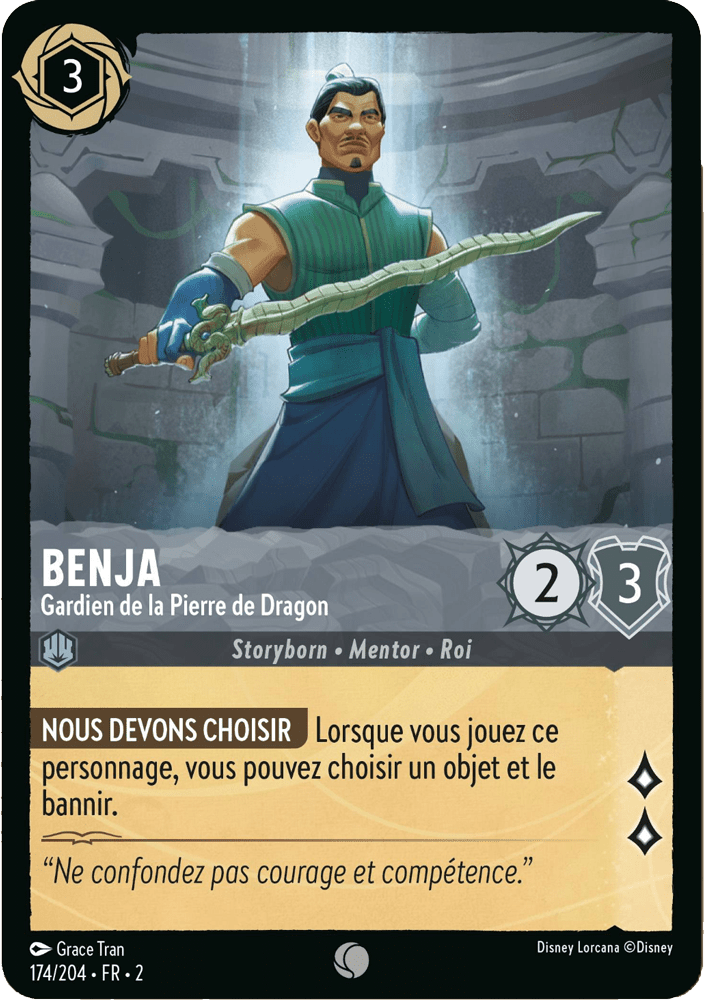 3
BENJA
Gardien de la Pierre de Dragon
2
3
Storyborn • Mentor • Roi
NOUS DEVONS CHOISIR Lorsque vous jouez ce
personnage, vous pouvez choisir un objet et le
bannir.
“Ne confondez pas courage et compétence.”
Grace Tran
Disney Lorcana ©Disney
174/204 • FR • 2